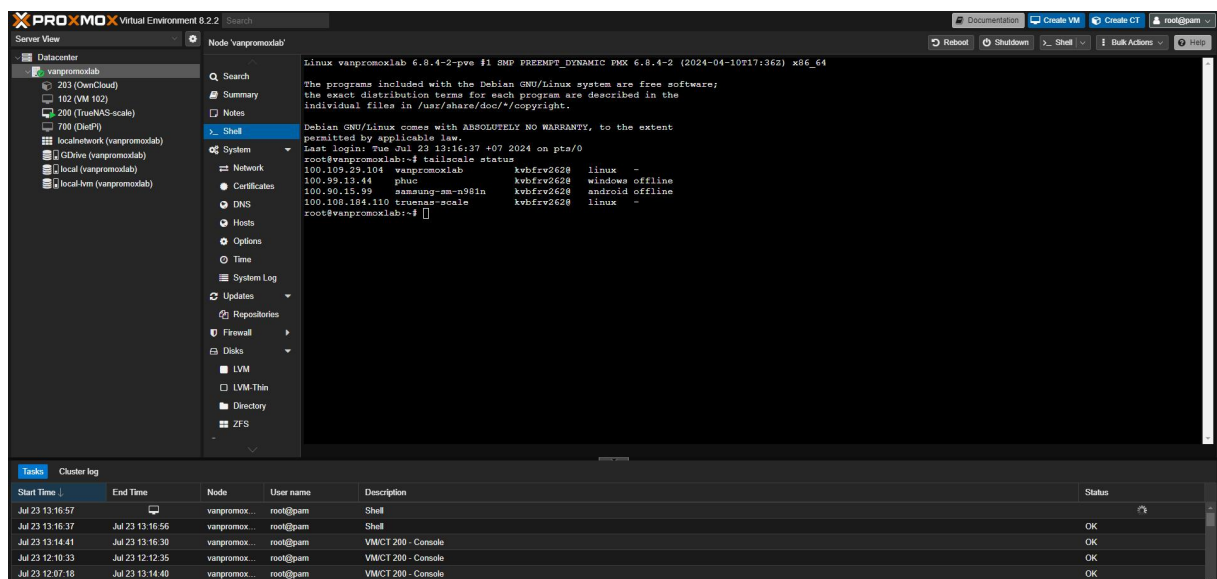 PROXMOX Virtual Environment 8.2.2 Search
Documentation Create VM Create CT root@pam
Server View
Datacenter
vanpromoxlab
203 (OwnCloud)
102 (VM 102)
200 (TrueNAS-scale)
700 (DietPi)
localnetwork (vanpromoxlab)
GDrive (vanpromoxlab)
local (vanpromoxlab)
local-lvm (vanpromoxlab)
Node 'vanpromoxlab'
Reboot Shutdown >_ Shell Bulk Actions Help
Search
Summary
Notes
>_ Shell
System
Network
Certificates
DNS
Hosts
Options
Time
System Log
Updates
Repositories
Firewall
Disks
LVM
LVM-Thin
Directory
ZFS
Linux vanpromoxlab 6.8.4-2-pve #1 SMP PREEMPT_DYNAMIC PMX 6.8.4-2 (2024-04-10T17:36Z) x86_64
The programs included with the Debian GNU/Linux system are free software;
the exact distribution terms for each program are described in the
individual files in /usr/share/doc/*/copyright.
Debian GNU/Linux comes with ABSOLUTELY NO WARRANTY, to the extent
permitted by applicable law.
Last login: Tue Jul 23 13:16:37 +07 2024 on pts/0
root@vanpromoxlab:~# tailscale status
100.109.29.104 vanpromoxlab kvbfrv262@ linux -
100.99.13.44 phuc kvbfrv262@ windows offline
100.90.15.99 samsung-sm-n981n kvbfrv262@ android offline
100.108.184.110 truenas-scale kvbfrv262@ linux -
root@vanpromoxlab:~#
Tasks Cluster log
Start Time ↓ End Time Node User name Description Status
Jul 23 13:16:57 vanpromox... root@pam Shell
Jul 23 13:16:37 Jul 23 13:16:56 vanpromox... root@pam Shell OK
Jul 23 13:14:41 Jul 23 13:16:30 vanpromox... root@pam VM/CT 200 - Console OK
Jul 23 12:10:33 Jul 23 12:12:35 vanpromox... root@pam VM/CT 200 - Console OK
Jul 23 12:07:18 Jul 23 13:14:40 vanpromox... root@pam VM/CT 200 - Console OK